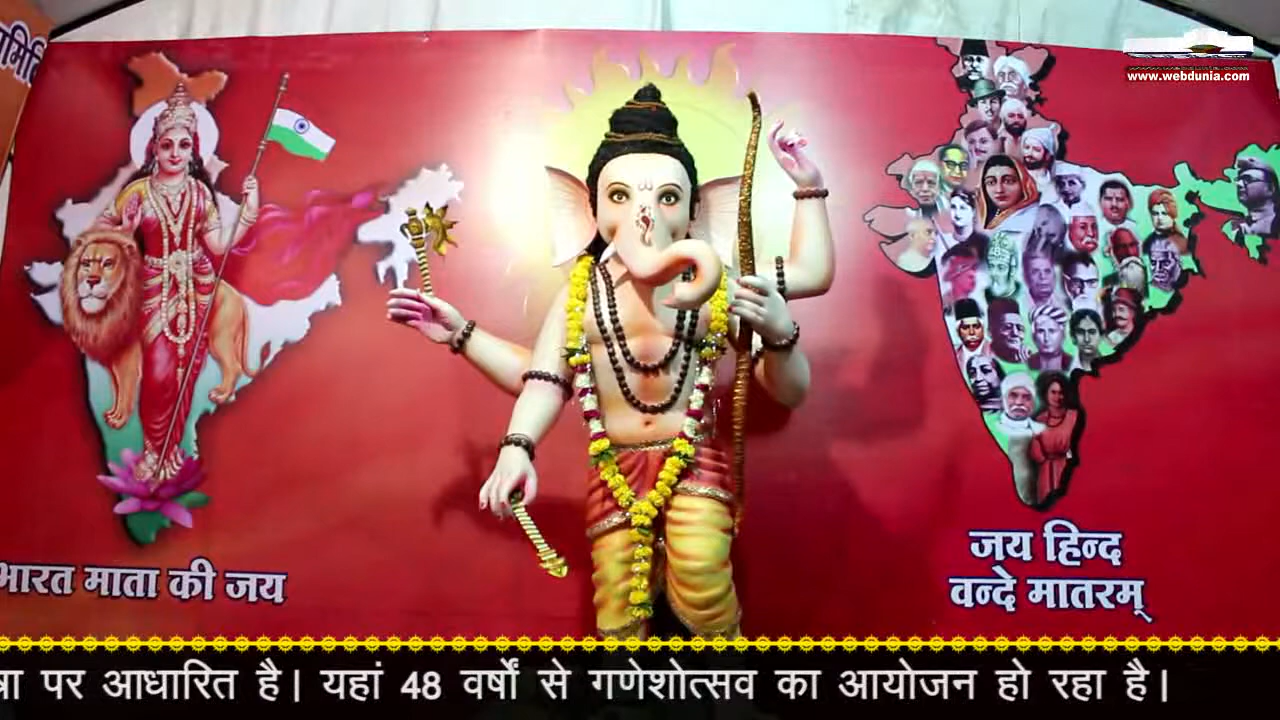 www.webdunia.com
जय हिन्द
वन्दे मातरम्
भारत माता की जय
पर आधारित है। यहां 48 वर्षों से गणेशोत्सव का आयोजन हो रहा है।